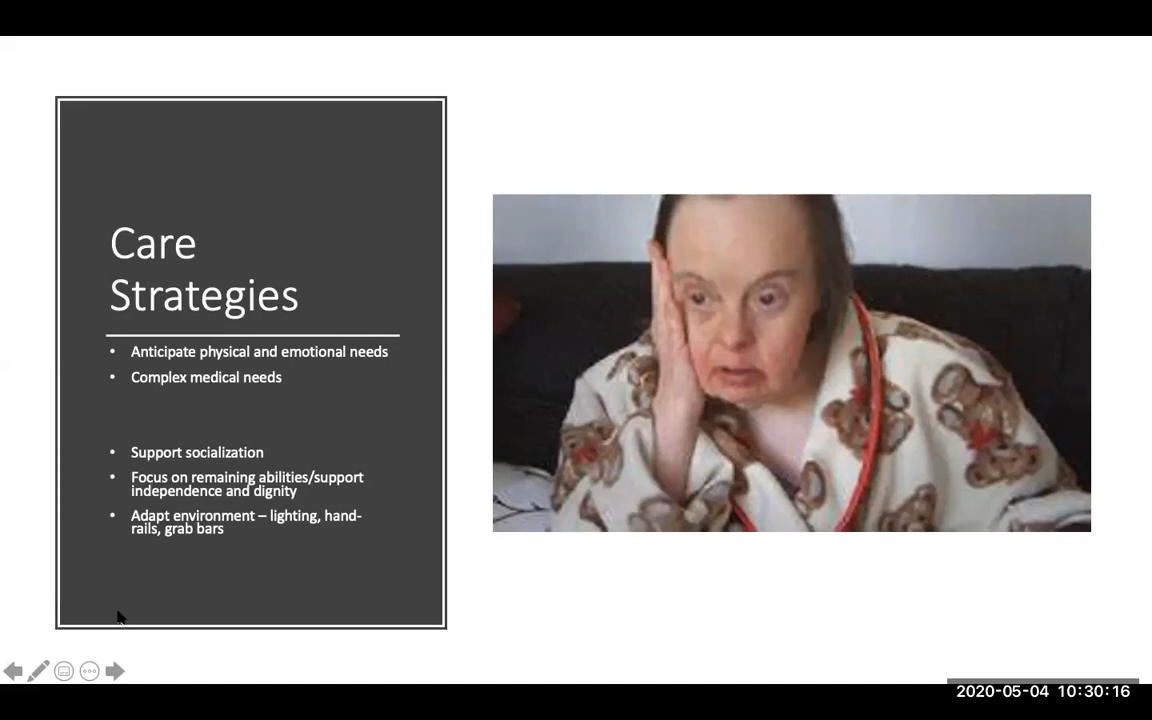 Care
Strategies
• Anticipate physical and emotional needs
• Complex medical needs
• Support socialization
• Focus on remaining abilities/support
independence and dignity
• Adapt environment – lighting, hand-
rails, grab bars
2020-05-04 10:30:16